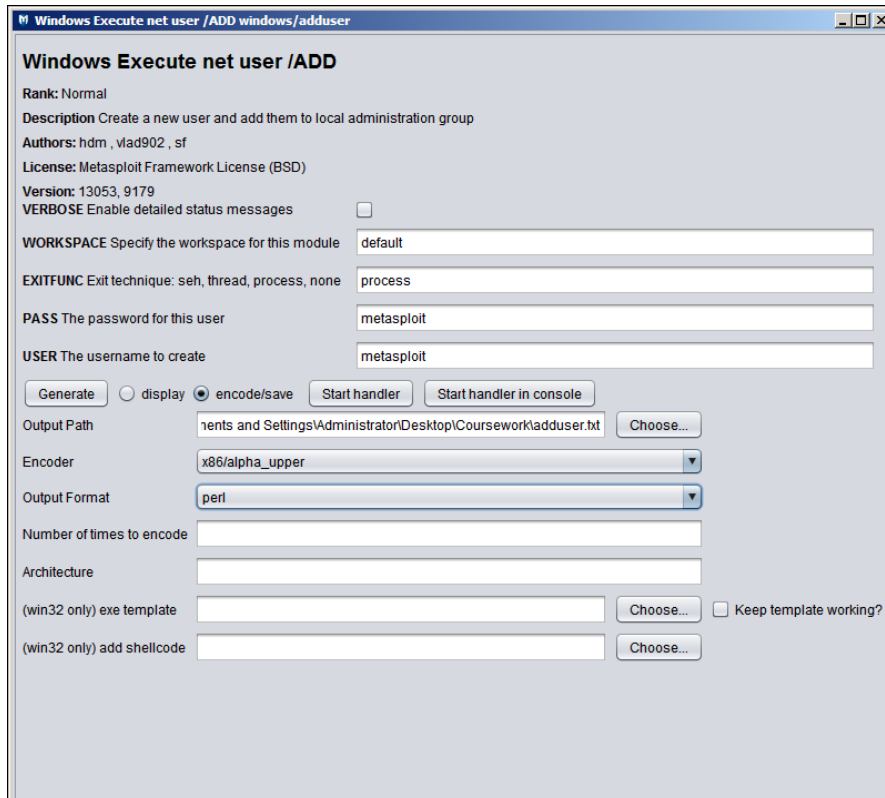 Windows Execute net user /ADD windows/adduser
Windows Execute net user /ADD
Rank: Normal
Description Create a new user and add them to local administration group
Authors: hdm , vlad902 , sf
License: Metasploit Framework License (BSD)
Version: 13053, 9179
VERBOSE Enable detailed status messages
WORKSPACE Specify the workspace for this module default
EXITFUNC Exit technique: seh, thread, process, none process
PASS The password for this user metasploit
USER The username to create metasploit
Generate display encode/save Start handler Start handler in console
Output Path nents and Settings\Administrator\Desktop\Coursework\adduser.txt Choose...
Encoder x86/alpha_upper
Output Format perl
Number of times to encode
Architecture
(win32 only) exe template Choose... Keep template working?
(win32 only) add shellcode Choose...